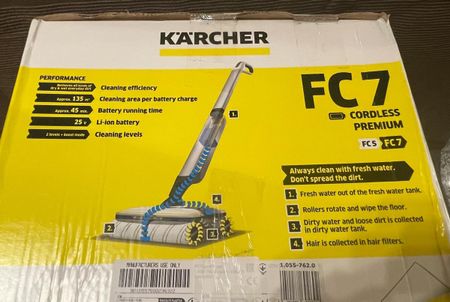 KÄRCHER
PERFORMANCE
Cleaning efficiency
Approx. 135 m² Cleaning area per battery charge
Approx. 45 min. Battery running time
25 V Li-ion battery
2 levels + boost mode Cleaning levels
FC 7
CORDLESS
PREMIUM
FC 5 FC 7
Always clean with fresh water.
Don't spread the dirt.
1. Fresh water out of the fresh water tank.
2. Rollers rotate and wipe the floor.
3. Dirty water and loose dirt is collected
in dirty water tank.
4. Hair is collected in hair filters.
1.
2.
3.
4.
MANUFACTURERS USE ONLY
1.055-762.0